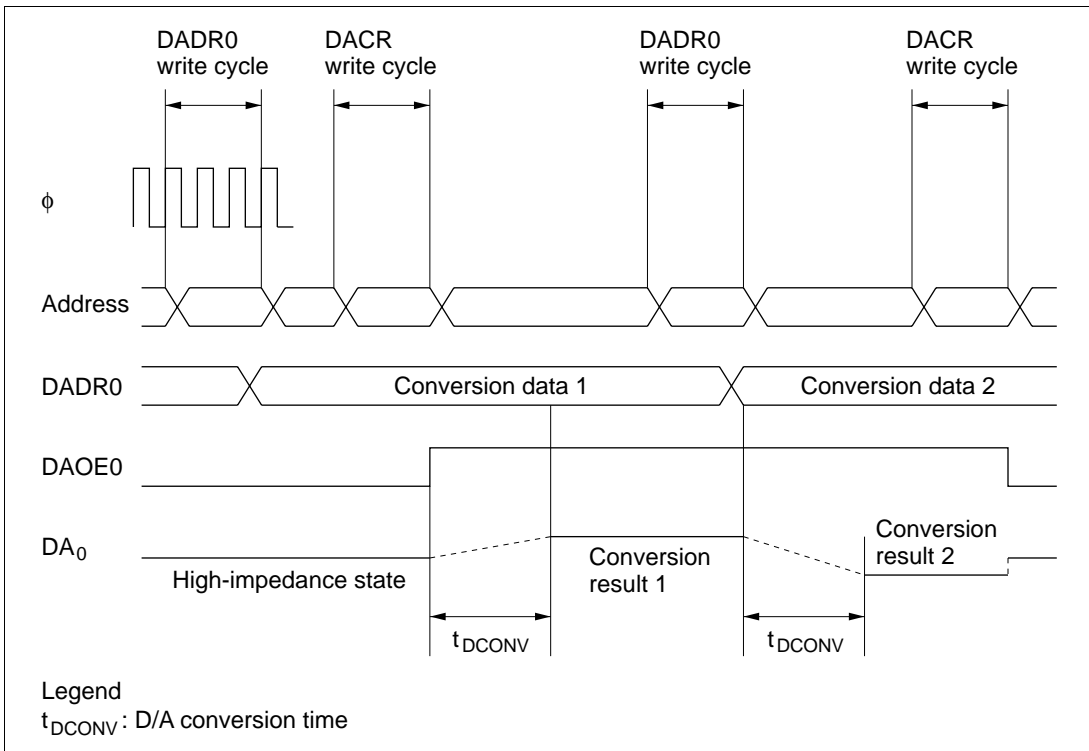 DADR0 write cycle
DACR write cycle
DADR0 write cycle
DACR write cycle
ϕ
Address
DADR0
Conversion data 1
Conversion data 2
DAOE0
DA0
High-impedance state
Conversion result 1
Conversion result 2
tDCONV
tDCONV
Legend
tDCONV : D/A conversion time